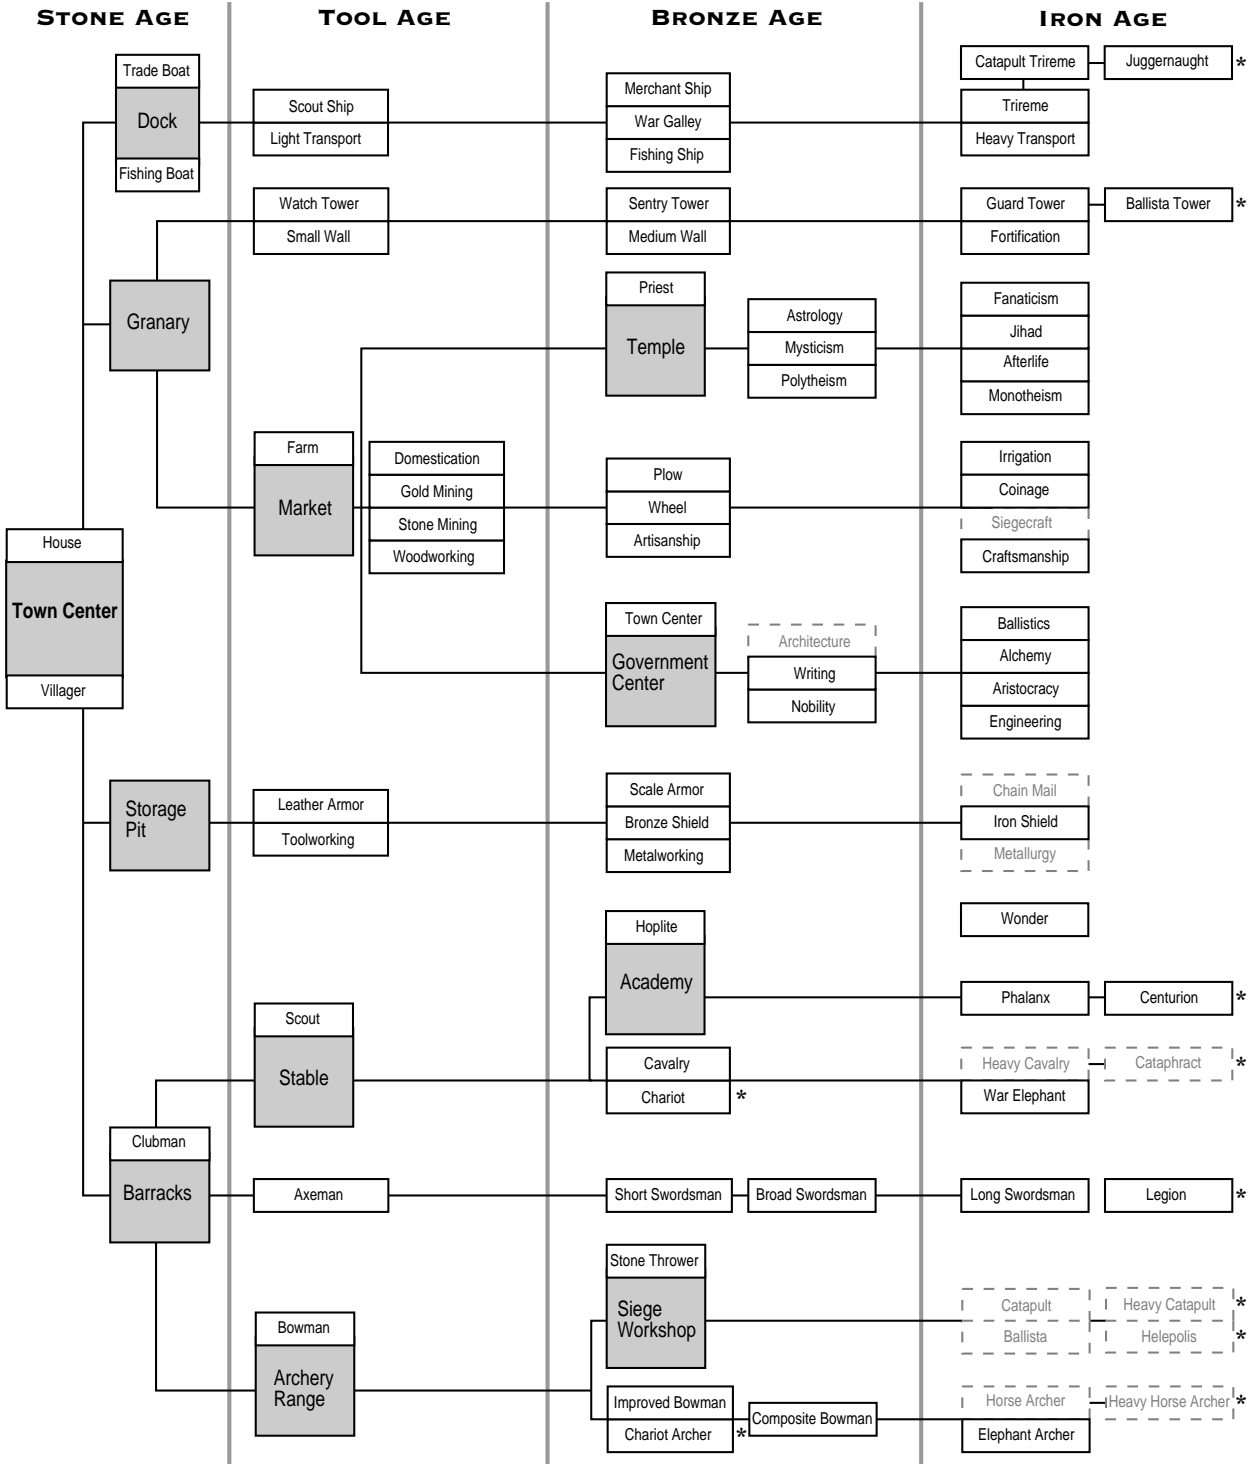 STONE AGE
TOOL AGE
BRONZE AGE
IRON AGE
Trade Boat
Dock
Fishing Boat
Scout Ship
Light Transport
Merchant Ship
War Galley
Fishing Ship
Catapult Trireme
Juggernaught *
Trireme
Heavy Transport
Watch Tower
Small Wall
Sentry Tower
Medium Wall
Guard Tower
Ballista Tower *
Fortification
Granary
Priest
Temple
Astrology
Mysticism
Polytheism
Fanaticism
Jihad
Afterlife
Monotheism
Farm
Market
Domestication
Gold Mining
Stone Mining
Woodworking
Plow
Wheel
Artisanship
Irrigation
Coinage
Siegecraft
Craftsmanship
House
Town Center
Villager
Town Center
Government
Center
Architecture
Writing
Nobility
Ballistics
Alchemy
Aristocracy
Engineering
Storage
Pit
Leather Armor
Toolworking
Scale Armor
Bronze Shield
Metalworking
Chain Mail
Iron Shield
Metallurgy
Wonder
Hoplite
Academy
Phalanx
Centurion *
Scout
Stable
Cavalry
Chariot *
Heavy Cavalry
Cataphract *
War Elephant
Clubman
Barracks
Axeman
Short Swordsman
Broad Swordsman
Long Swordsman
Legion *
Stone Thrower
Siege
Workshop
Catapult
Heavy Catapult *
Ballista
Helepolis *
Bowman
Archery
Range
Improved Bowman
Chariot Archer *
Composite Bowman
Horse Archer
Heavy Horse Archer *
Elephant Archer